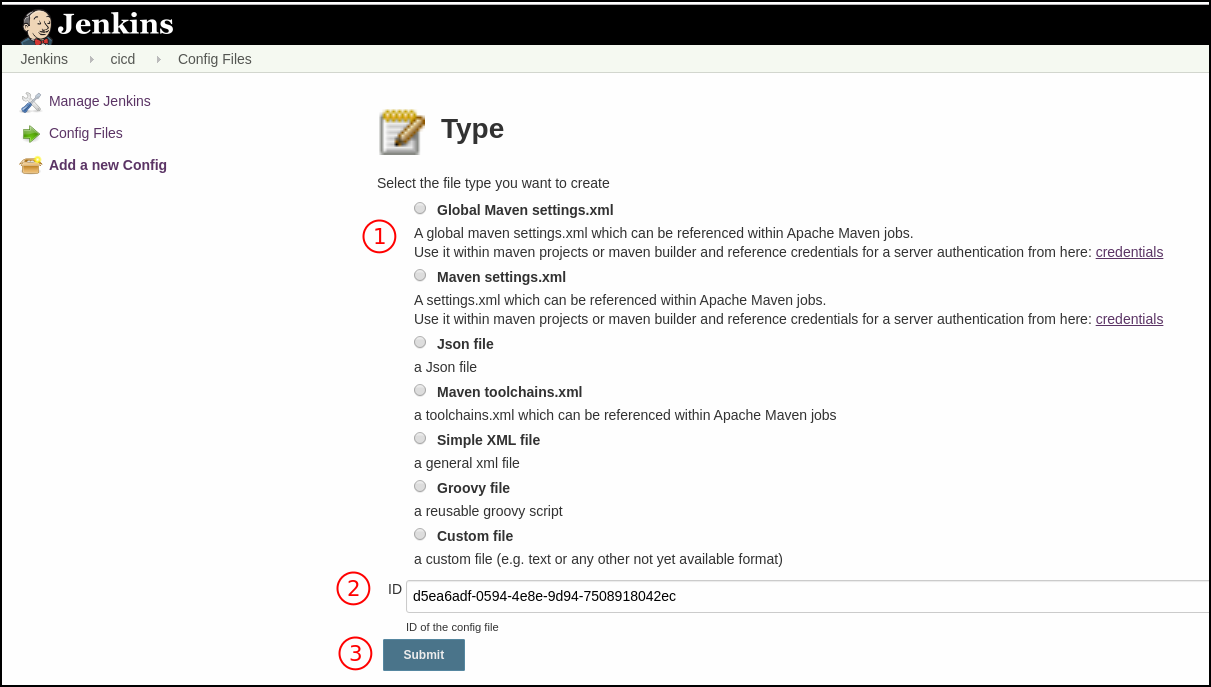 Jenkins
Jenkins cicd Config Files
Manage Jenkins
Config Files
Add a new Config
Type
Select the file type you want to create
Global Maven settings.xml
1
A global maven settings.xml which can be referenced within Apache Maven jobs.
Use it within maven projects or maven builder and reference credentials for a server authentication from here: credentials
Maven settings.xml
A settings.xml which can be referenced within Apache Maven jobs.
Use it within maven projects or maven builder and reference credentials for a server authentication from here: credentials
Json file
a Json file
Maven toolchains.xml
a toolchains.xml which can be referenced within Apache Maven jobs
Simple XML file
a general xml file
Groovy file
a reusable groovy script
Custom file
a custom file (e.g. text or any other not yet available format)
2 ID d5ea6adf-0594-4e8e-9d94-7508918042ec
ID of the config file
3 Submit